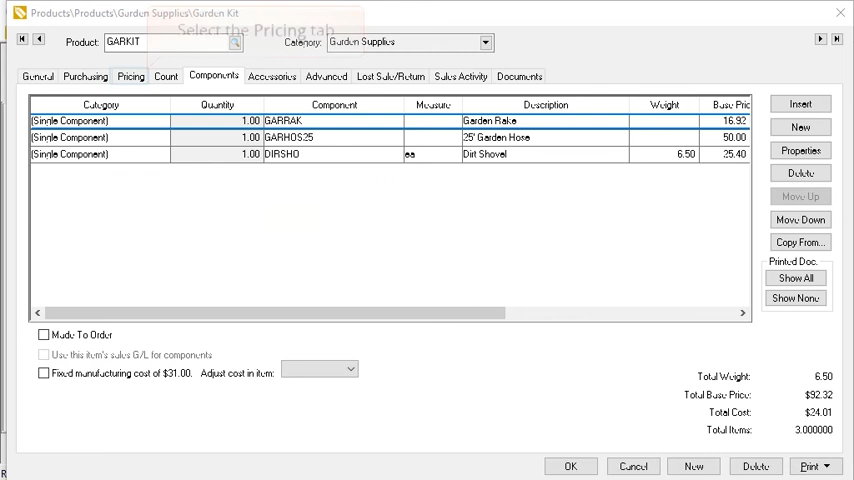 Products\Products\Garden Supplies\Garden Kit
Select the Pricing tab
Product: GARKIT Category: Garden Supplies
General Purchasing Pricing Count Components Accessories Advanced Lost Sale/Return Sales Activity Documents
Category Quantity Component Measure Description Weight Base Pric
(Single Component) 1.00 GARRAK Garden Rake 16.92
(Single Component) 1.00 GARHOS25 25' Garden Hose 50.00
(Single Component) 1.00 DIRSHO ea Dirt Shovel 6.50 25.40
Insert
New
Properties
Delete
Move Up
Move Down
Copy From...
Printed Doc.
Show All
Show None
Made To Order
Use this item's sales G/L for components
Fixed manufacturing cost of $31.00. Adjust cost in item:
Total Weight: 6.50
Total Base Price: $92.32
Total Cost: $24.01
Total Items: 3.000000
OK Cancel New Delete Print
R